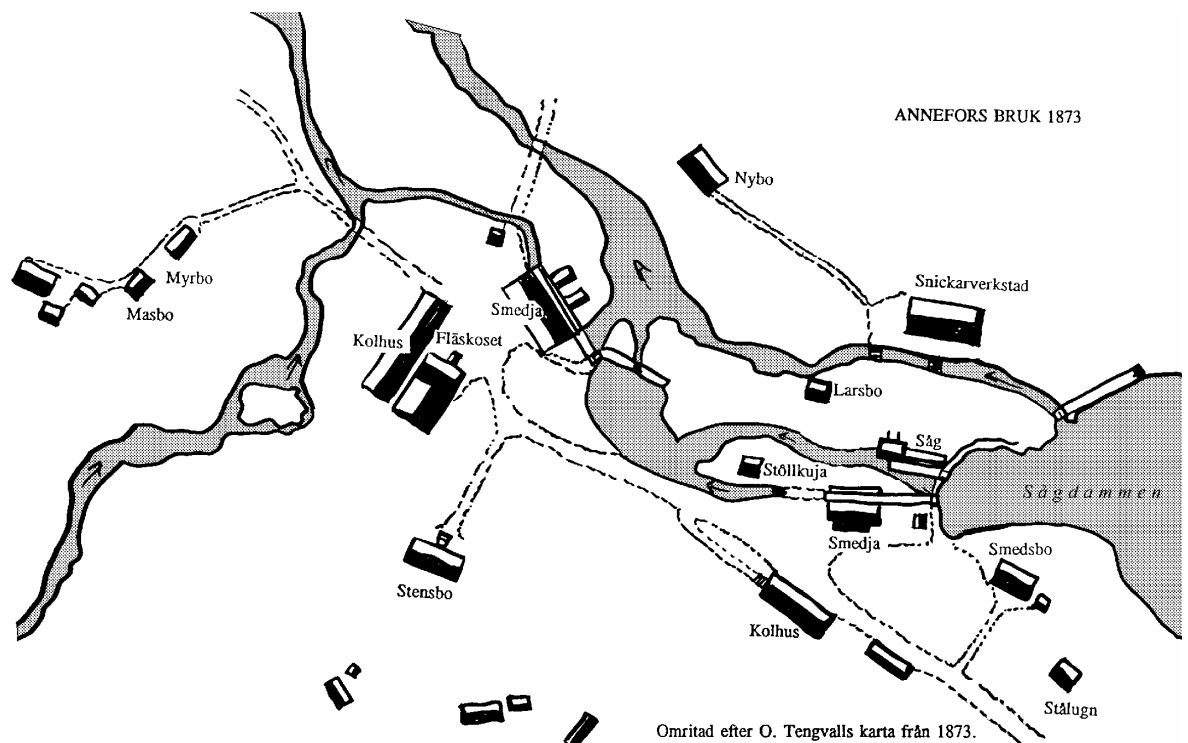 ANNEFORS BRUK 1873
Nybo
Snickarverkstad
Myrbo
Masbo
Smedja
Kolhus
Fläskoset
Larsbo
Såg
Stöllkuja
Sågdammen
Smedja
Smedsbo
Stensbo
Kolhus
Stålugn
Omritad efter O. Tengvalls karta från 1873.